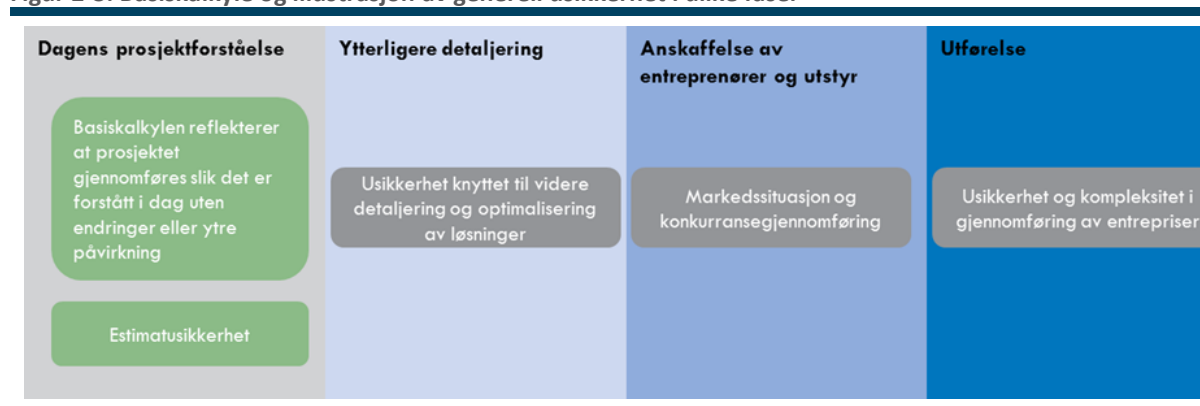 Dagens prosjektforståelse
Basiskalkylen reflekterer
at prosjektet
gjennomføres slik det er
forstått i dag uten
endringer eller ytre
påvirkning
Estimatusikkerhet
Ytterligere detaljering
Usikkerhet knyttet til videre
detaljering og optimalisering
av løsninger
Anskaffelse av
entreprenører og utstyr
Markedssituasjon og
konkurransegjennomføring
Utførelse
Usikkerhet og kompleksitet i
gjennomføring av entrepriser